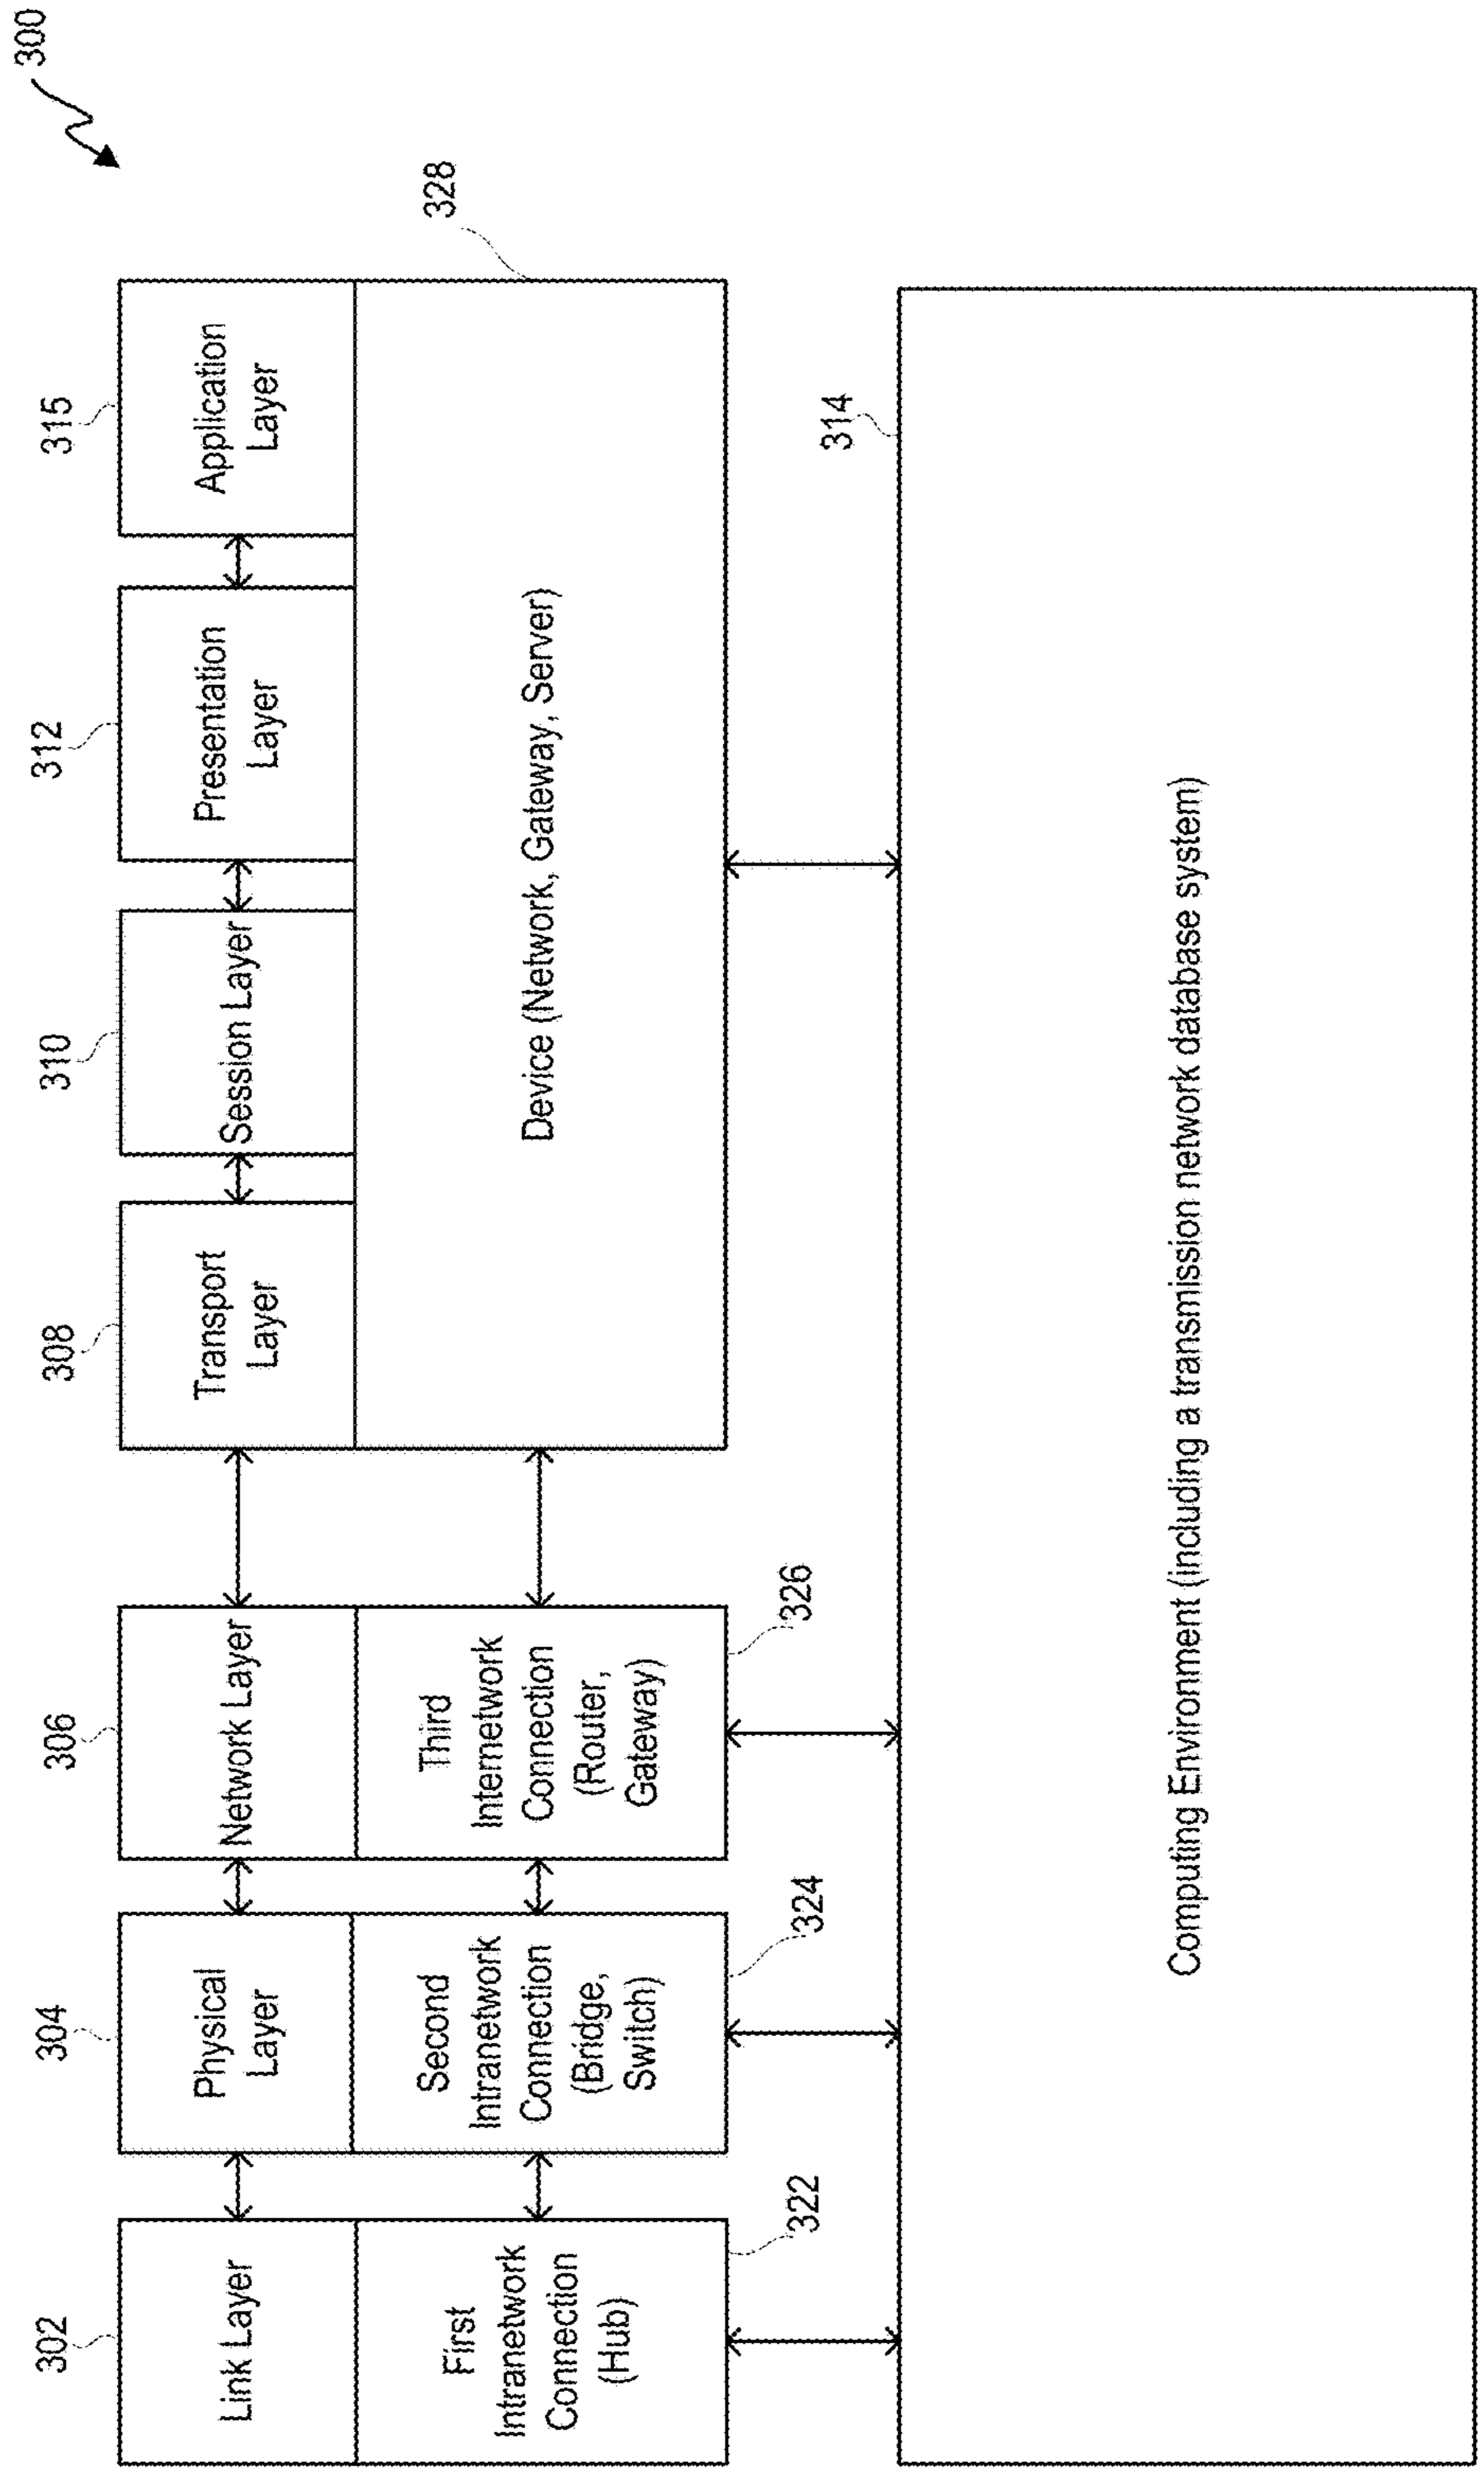 300
302
Link Layer
304
Physical
Layer
306
Network Layer
308
Transport
Layer
310
Session Layer
312
Presentation
Layer
315
Application
Layer
First
Intranetwork
Connection
(Hub)
322
Second
Intranetwork
Connection
(Bridge,
Switch)
324
Third
Internetwork
Connection
(Router,
Gateway)
326
Device (Network, Gateway, Server)
328
314
Computing Environment (including a transmission network database system)